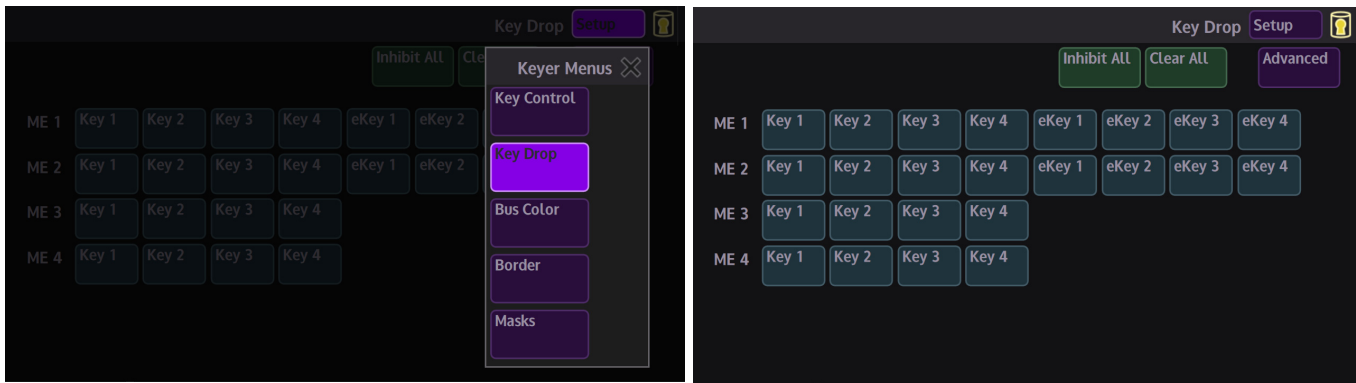 Key Drop Setup
Inhibit All Cle
Keyer Menus
Key Control
Key Drop
Bus Color
Border
Masks
ME 1 Key 1 Key 2 Key 3 Key 4 eKey 1 eKey 2
ME 2 Key 1 Key 2 Key 3 Key 4 eKey 1 eKey 2
ME 3 Key 1 Key 2 Key 3 Key 4
ME 4 Key 1 Key 2 Key 3 Key 4
Key Drop Setup
Inhibit All Clear All Advanced
ME 1 Key 1 Key 2 Key 3 Key 4 eKey 1 eKey 2 eKey 3 eKey 4
ME 2 Key 1 Key 2 Key 3 Key 4 eKey 1 eKey 2 eKey 3 eKey 4
ME 3 Key 1 Key 2 Key 3 Key 4
ME 4 Key 1 Key 2 Key 3 Key 4